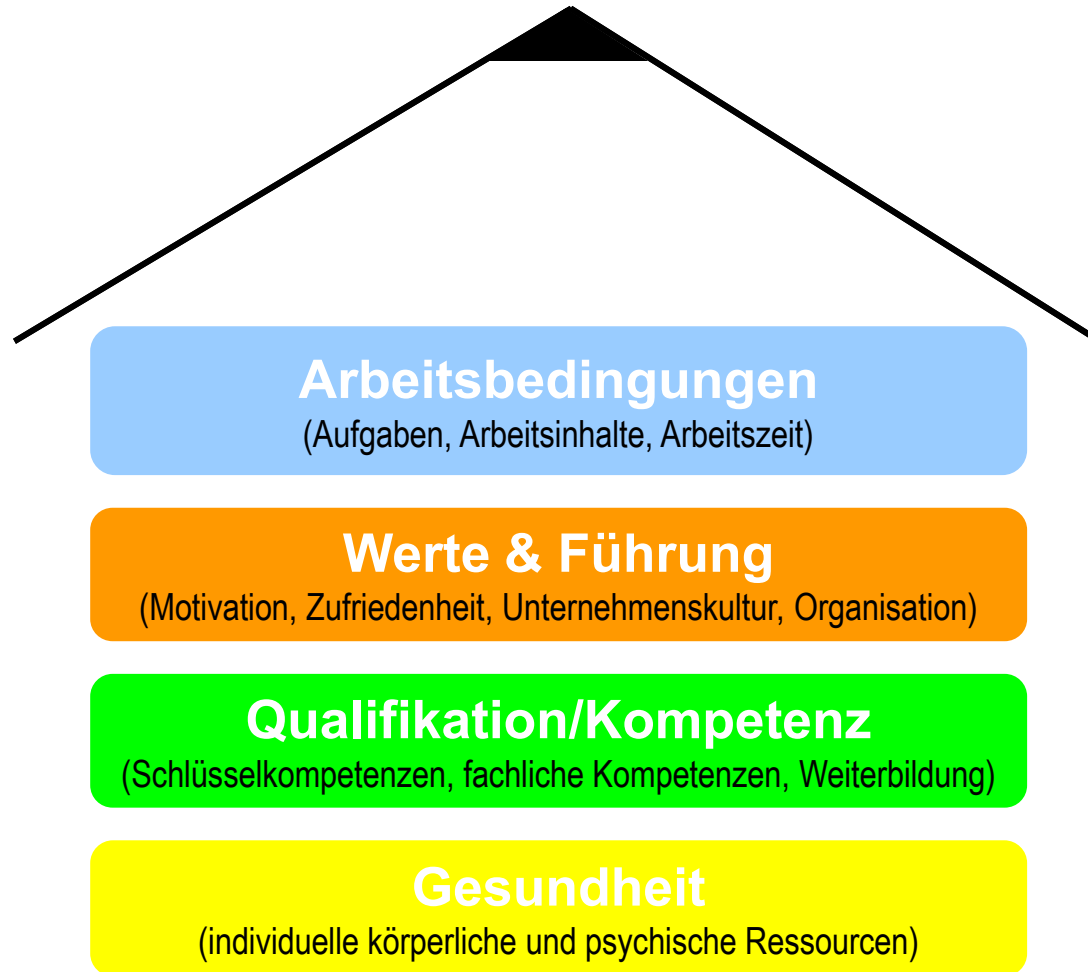 Arbeitsbedingungen
(Aufgaben, Arbeitsinhalte, Arbeitszeit)
Werte & Führung
(Motivation, Zufriedenheit, Unternehmenskultur, Organisation)
Qualifikation/Kompetenz
(Schlüsselkompetenzen, fachliche Kompetenzen, Weiterbildung)
Gesundheit
(individuelle körperliche und psychische Ressourcen)